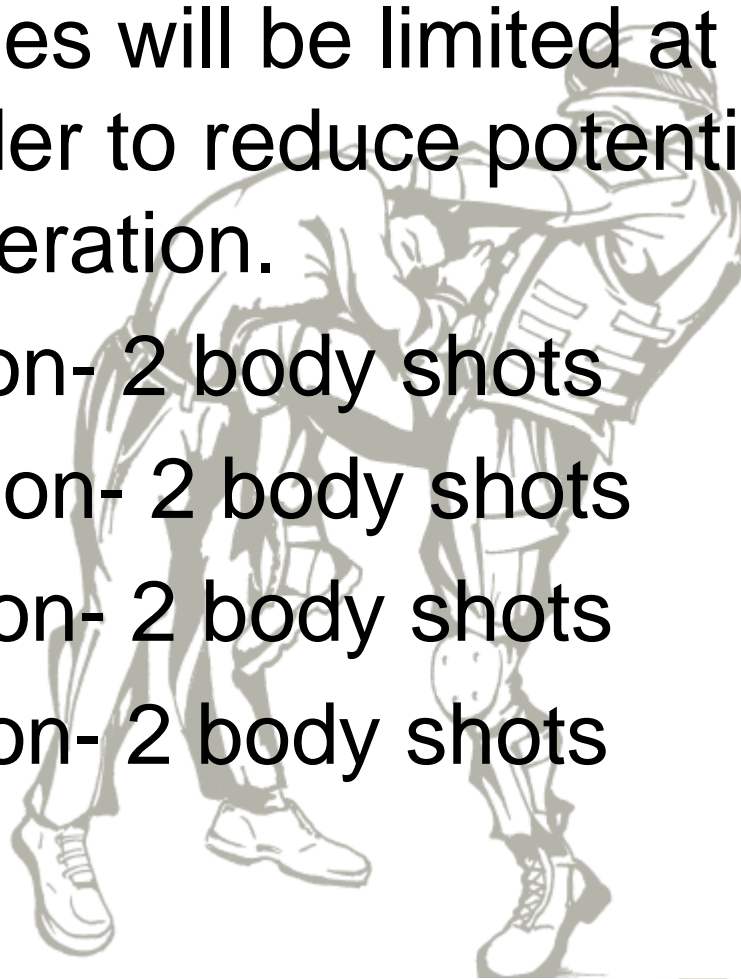 es will be limited at
er to reduce potenti
eration.
on- 2 body shots
on- 2 body shots
on- 2 body shots
on- 2 body shots